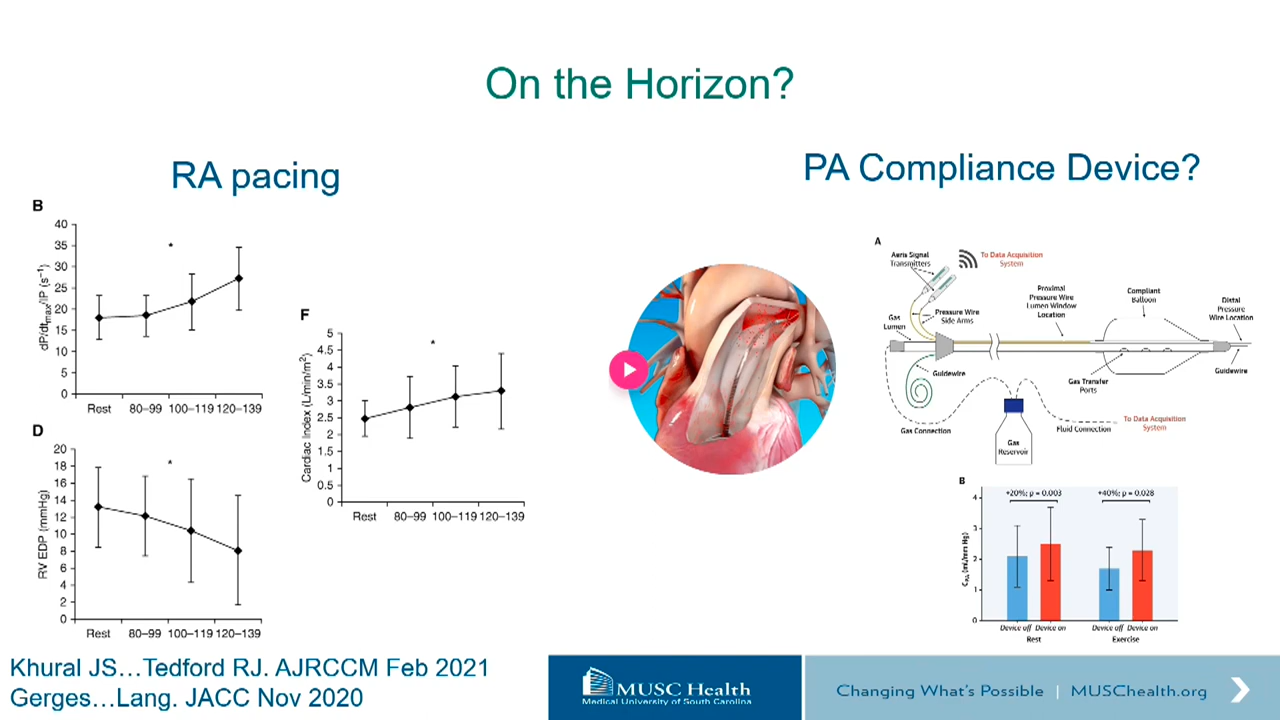 On the Horizon?
RA pacing
B
40
35
30
25
20
15
10
5
0
dP/dtmax/IP (s⁻¹)
*
Rest 80–99 100–119 120–139
D
20
18
16
14
12
10
8
6
4
2
0
RV EDP (mmHg)
*
Rest 80–99 100–119 120–139
F
5
4.5
4
3.5
3
2.5
2
1.5
1
0.5
0
Cardiac Index (L/min/m²)
*
Rest 80–99 100–119 120–139
PA Compliance Device?
A
Aeris Signal
Transmitters
To Data Acquisition
System
Pressure Wire
Side Arms
Proximal
Pressure Wire
Lumen Window
Location
Compliant
Balloon
Distal
Pressure
Wire Location
Gas
Lumen
Guidewire
Gas Transfer
Ports
Guidewire
Gas Connection
Gas
Reservoir
Fluid Connection
To Data Acquisition
System
B
+20%; p = 0.003
+40%; p = 0.028
4
3
2
1
0
CPA (ml/mm Hg)
Device off Device on Device off Device on
Rest Exercise
Khural JS…Tedford RJ. AJRCCM Feb 2021
Gerges…Lang. JACC Nov 2020
MUSC Health
Medical University of South Carolina
Changing What's Possible | MUSChealth.org